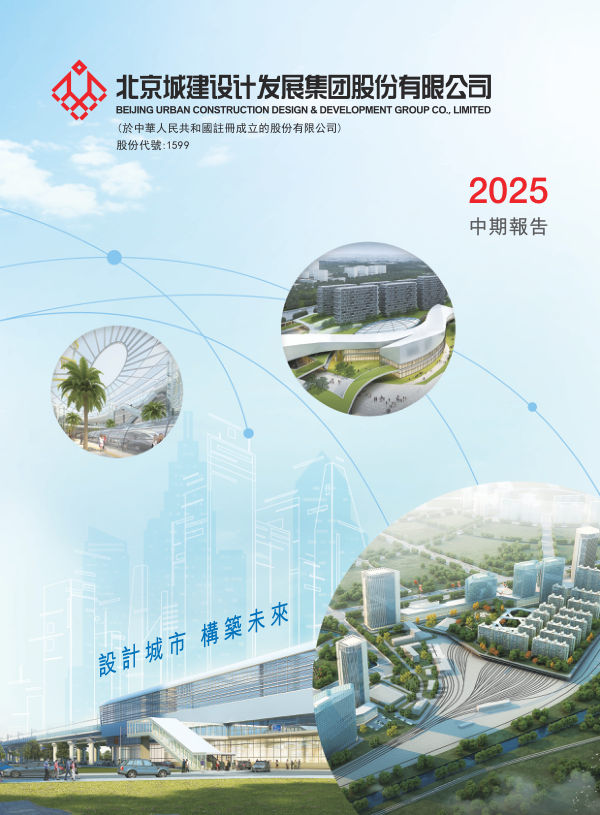 北京城建设计发展集团股份有限公司
BEIJING URBAN CONSTRUCTION DESIGN & DEVELOPMENT GROUP CO., LIMITED
(於中華人民共和國註冊成立的股份有限公司)
股份代號:1599
2025
中期報告
設計城市 構築未來